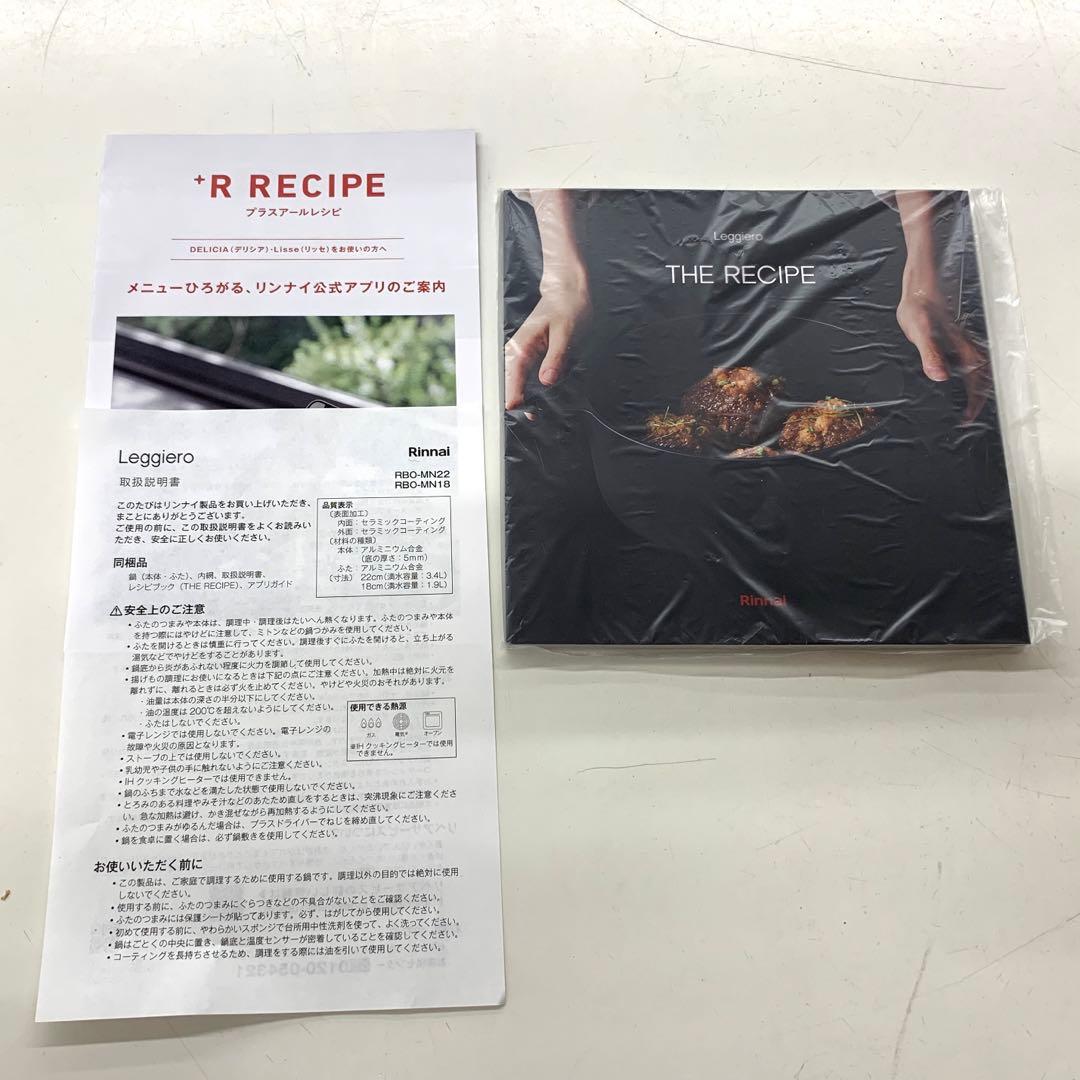 +R RECIPE
プラスアールレシピ
DELICIA(デリシア)・Lisse(リッセ)をお使いの方へ
メニューひろがる、リンナイ公式アプリのご案内
Leggiero
Rinnai
取扱説明書
RBO-MN22
RBO-MN18
このたびはリンナイ製品をお買い上げいただき、
まことにありがとうございます。
ご使用の前に、この取扱説明書をよくお読みい
ただき、安全に正しくお使いください。
品質表示
(表面加工)
内面：セラミックコーティング
外面：セラミックコーティング
(材料の種類)
本体：アルミニウム合金
(底の厚さ：5mm)
ふた：アルミニウム合金
(寸法) 22cm(満水容量：3.4L)
18cm(満水容量：1.9L)
同梱品
鍋(本体・ふた)、内網、取扱説明書、
レシピブック(THE RECIPE)、アプリガイド
⚠安全上のご注意
・ふたのつまみや本体は、調理中・調理後はたいへん熱くなります。ふたのつまみや本体
を持つ際にはやけどに注意して、ミトンなどの鍋つかみを使用してください。
・ふたを開けるときは慎重に行ってください。調理後すぐにふたを開けると、立ち上がる
湯気などでやけどをすることがあります。
・鍋底から炎があふれない程度に火力を調節して使用してください。
・揚げもの調理にお使いになるときは下記の点にご注意ください。加熱中は絶対に火元を
離れずに、離れるときは必ず火を止めてください。やけどや火災のおそれがあります。
・油量は本体の深さの半分以下にしてください。
・油の温度は200℃を超えないようにしてください。
・ふたはしないでください。
・電子レンジでは使用しないでください。電子レンジの
故障や火災の原因となります。
・ストーブの上では使用しないでください。
・乳幼児や子供の手に触れないようにご注意ください。
・IHクッキングヒーターでは使用できません。
使用できる熱源
ガス 電気※ オーブン
※IHクッキングヒーターでは使用
できません。
・鍋のふちまで水などを満たした状態で使用しないでください。
・とろみのある料理やみそ汁などのあたため直しをするときは、突沸現象にご注意くださ
い。急な加熱は避け、かき混ぜながら再加熱するようにしてください。
・ふたのつまみがゆるんだ場合は、プラスドライバーでねじを締め直してください。
・鍋を食卓に置く場合は、必ず鍋敷きを使用してください。
お使いいただく前に
・この製品は、ご家庭で調理するために使用する鍋です。調理以外の目的では絶対に使用
しないでください。
・使用する前に、ふたのつまみにぐらつきなどの不具合がないことをご確認ください。
・ふたのつまみには保護シートが貼ってあります。必ず、はがしてから使用してください。
・初めて使用する前に、やわらかいスポンジで台所用中性洗剤を使って、よく洗ってください。
・鍋はごとくの中央に置き、鍋底と温度センサーが密着していることを確認してください。
・コーティングを長持ちさせるため、調理をする際には油を引いて使用してください。
Leggiero
THE RECIPE
Rinnai